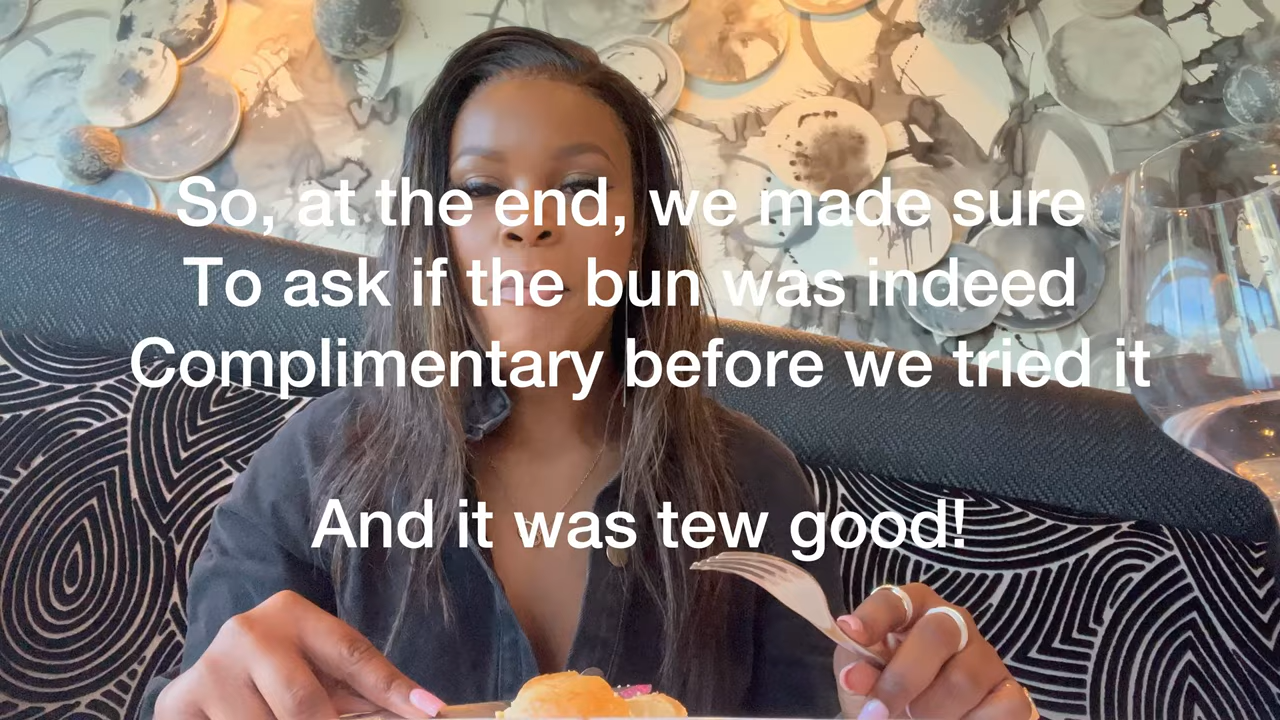 So, at the end, we made sure
To ask if the bun was indeed
Complimentary before we tried it
And it was tew good!